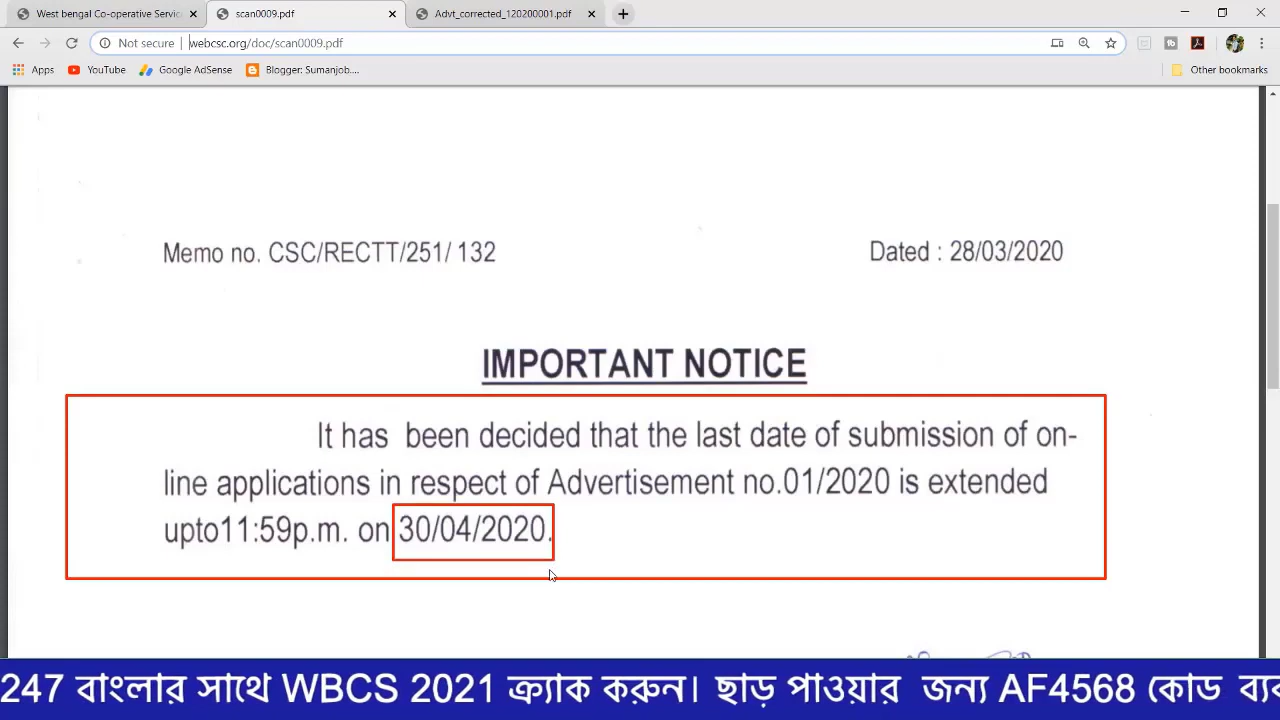 West bengal Co-operative Servic
scan0009.pdf
Advt_corrected_120200001.pdf
Not secure | webcsc.org/doc/scan0009.pdf
Apps YouTube Google AdSense Blogger: Sumanjob.... Other bookmarks
Memo no. CSC/RECTT/251/ 132 Dated : 28/03/2020
IMPORTANT NOTICE
It has been decided that the last date of submission of on-
line applications in respect of Advertisement no.01/2020 is extended
upto11:59p.m. on 30/04/2020.
247 বাংলার সাথে WBCS 2021 ক্র্যাক করুন। ছাড় পাওয়ার জন্য AF4568 কোড ব্যব